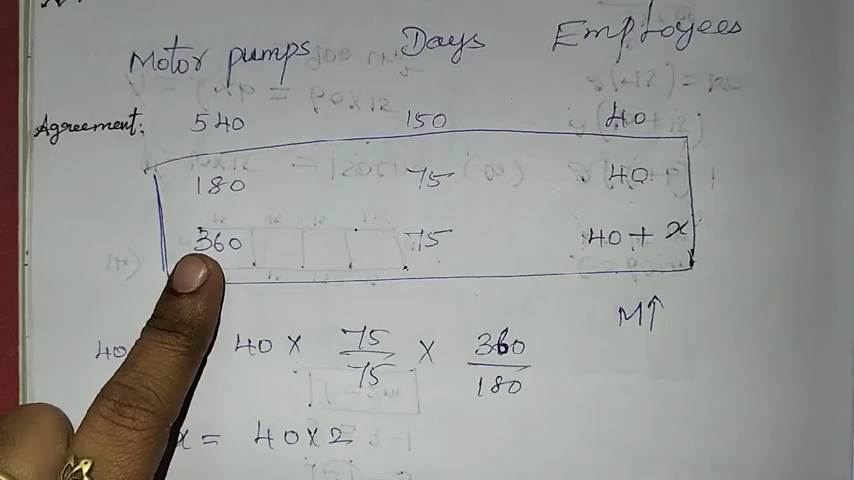 Motor pumps Days Employees
Agreement: 540 150 40
180 75 40
360 75 40 + x
M↑
40 40 × 75/75 × 360/180
x = 40×2